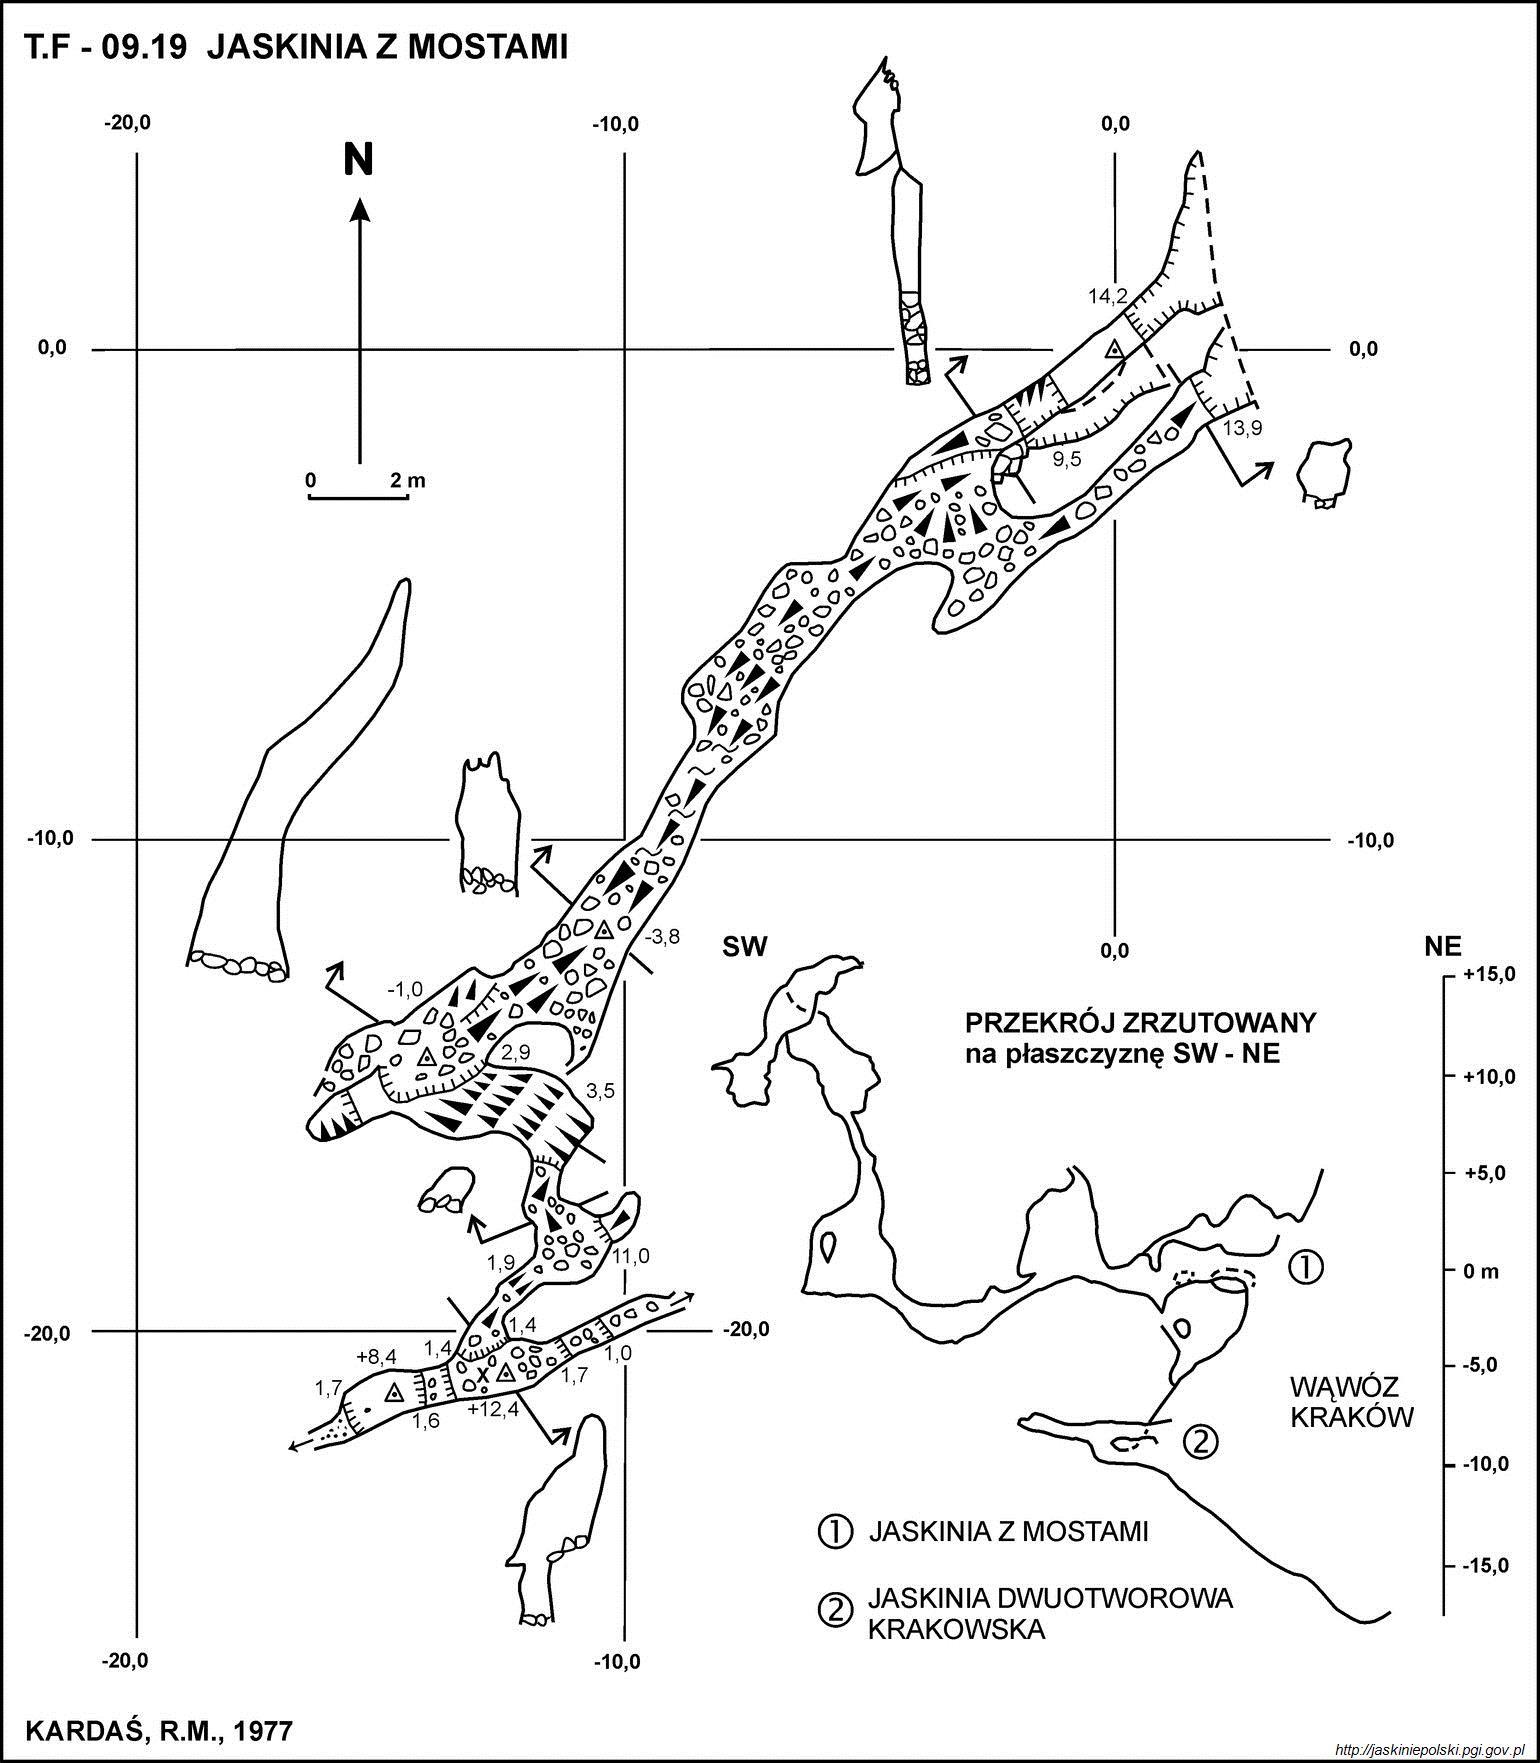 T.F - 09.19 JASKINIA Z MOSTAMI
-20,0
-10,0
0,0
N
14,2
0,0
0,0
13,9
9,5
0
2 m
-10,0
-10,0
-3,8
SW
0,0
NE
+15,0
-1,0
PRZEKRÓJ ZRZUTOWANY
na płaszczyznę SW - NE
2,9
+10,0
3,5
+5,0
1,9
11,0
0 m
1
-20,0
1,4
-20,0
1,4
+8,4
1,0
1,7
-5,0
1,7
WĄWÓZ
KRAKÓW
x
+12,4
1,6
2
-10,0
1 JASKINIA Z MOSTAMI
-15,0
2 JASKINIA DWUOTWOROWA
KRAKOWSKA
-20,0
-10,0
KARDAŚ, R.M., 1977
http://jaskiniepolski.pgi.gov.pl